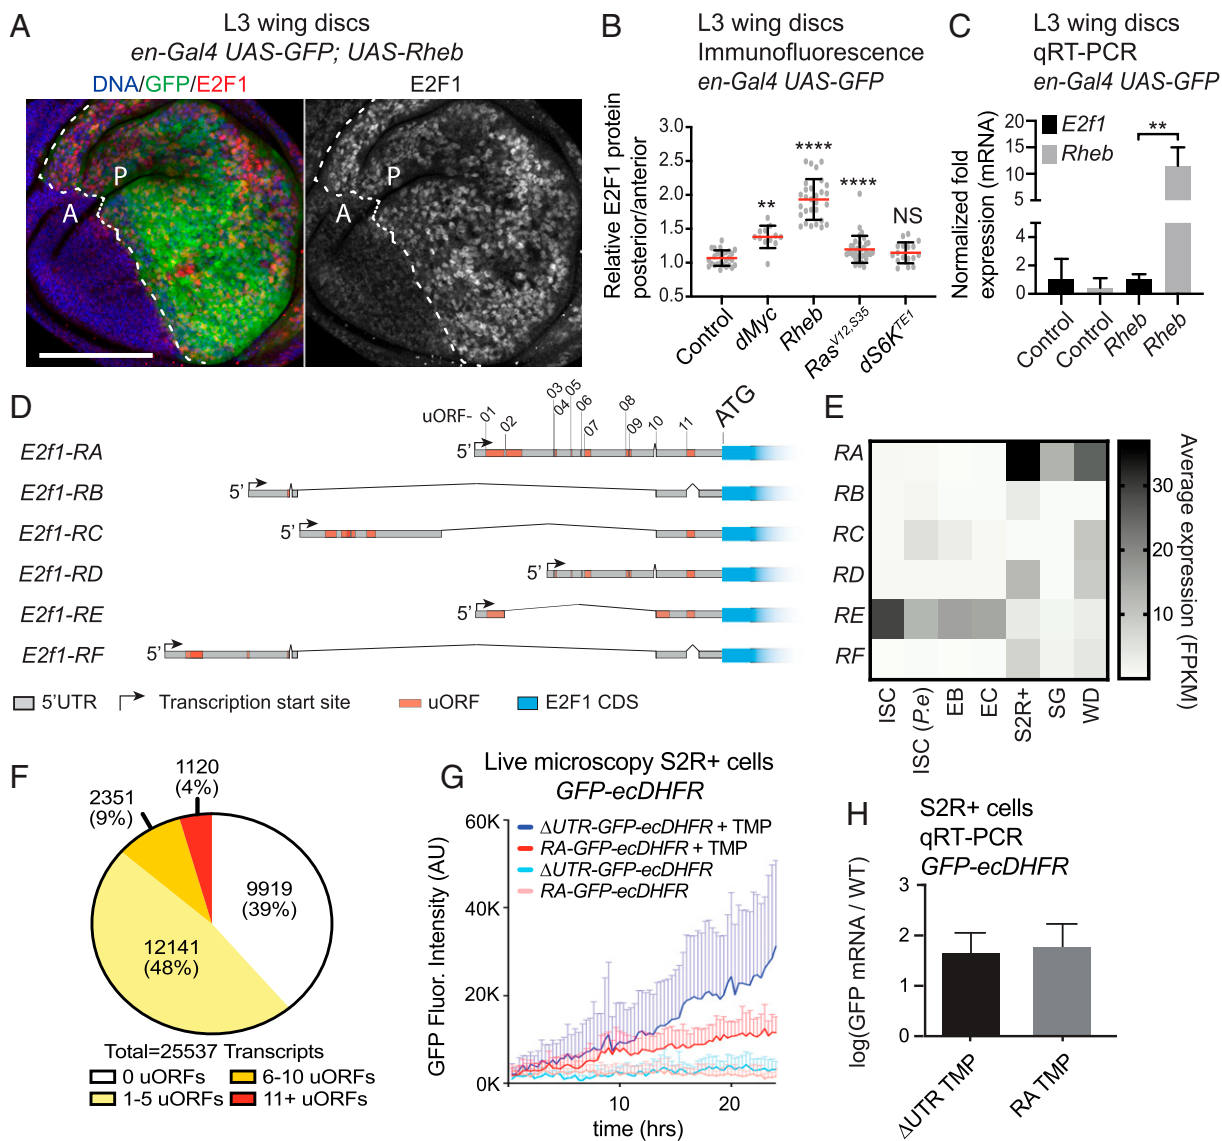 A
L3 wing discs
en-Gal4 UAS-GFP; UAS-Rheb
DNA/GFP/E2F1
E2F1
P
A
P
A
B
L3 wing discs
Immunofluorescence
en-Gal4 UAS-GFP
Relative E2F1 protein
posterior/anterior
3.0
2.5
2.0
1.5
1.0
0.5
**
****
****
NS
Control
dMyc
Rheb
RasV12,S35
dS6KTE1
C
L3 wing discs
qRT-PCR
en-Gal4 UAS-GFP
Normalized fold
expression (mRNA)
20
15
10
5
4
2
0
E2f1
Rheb
**
Control
Control
Rheb
Rheb
D
uORF-
01
02
03
04
05
06
07
08
09
10
11
ATG
E2f1-RA
5'
E2f1-RB
5'
E2f1-RC
5'
E2f1-RD
5'
E2f1-RE
5'
E2f1-RF
5'
5'UTR
Transcription start site
uORF
E2F1 CDS
E
RA
RB
RC
RD
RE
RF
ISC
ISC (P.e)
EB
EC
S2R+
SG
WD
30
20
10
Average expression (FPKM)
F
1120
(4%)
2351
(9%)
9919
(39%)
12141
(48%)
Total=25537 Transcripts
0 uORFs
6-10 uORFs
1-5 uORFs
11+ uORFs
G
Live microscopy S2R+ cells
GFP-ecDHFR
GFP Fluor. Intensity (AU)
60K
40K
20K
0K
ΔUTR-GFP-ecDHFR + TMP
RA-GFP-ecDHFR + TMP
ΔUTR-GFP-ecDHFR
RA-GFP-ecDHFR
10
20
time (hrs)
H
S2R+ cells
qRT-PCR
GFP-ecDHFR
log(GFP mRNA / WT)
3
2
1
0
ΔUTR TMP
RA TMP